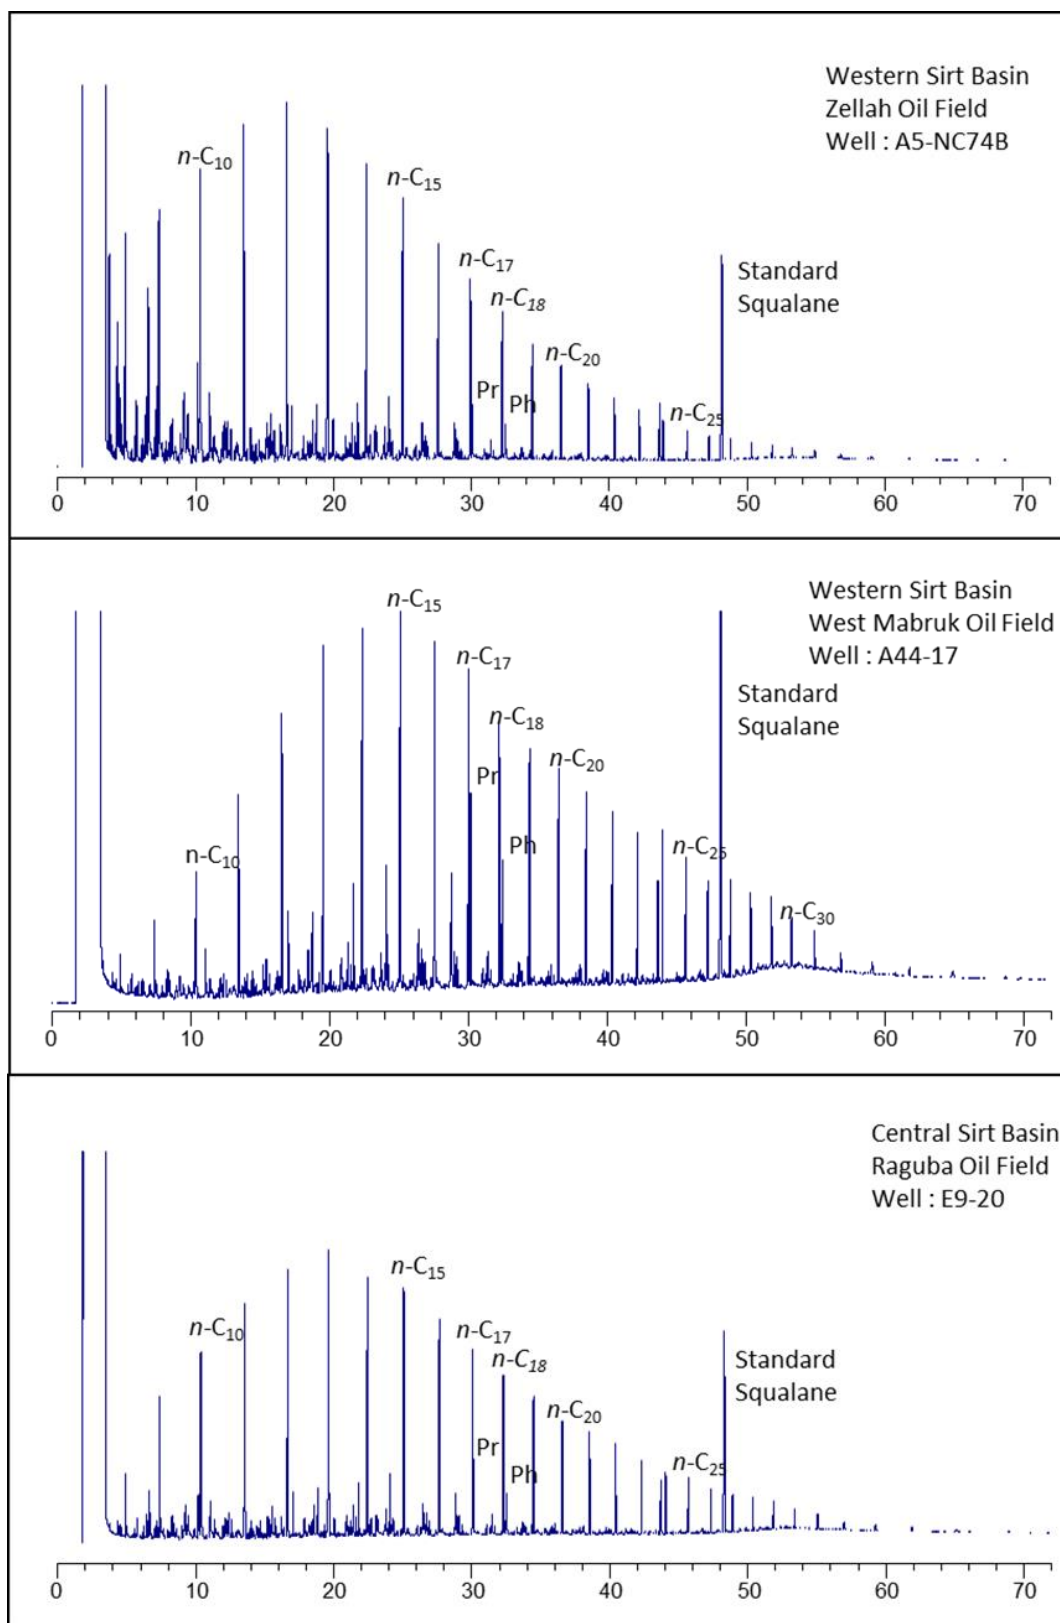 Western Sirt Basin
Zellah Oil Field
Well : A5-NC74B
n-C10
n-C15
n-C17
n-C18
n-C20
Pr
Ph
n-C25
Standard
Squalane
0 10 20 30 40 50 60 70
Western Sirt Basin
West Mabruk Oil Field
Well : A44-17
n-C15
n-C17
n-C18
n-C20
Pr
Ph
n-C10
n-C25
n-C30
Standard
Squalane
0 10 20 30 40 50 60 70
Central Sirt Basin
Raguba Oil Field
Well : E9-20
n-C15
n-C10
n-C17
n-C18
n-C20
Pr
Ph
n-C25
Standard
Squalane
0 10 20 30 40 50 60 70